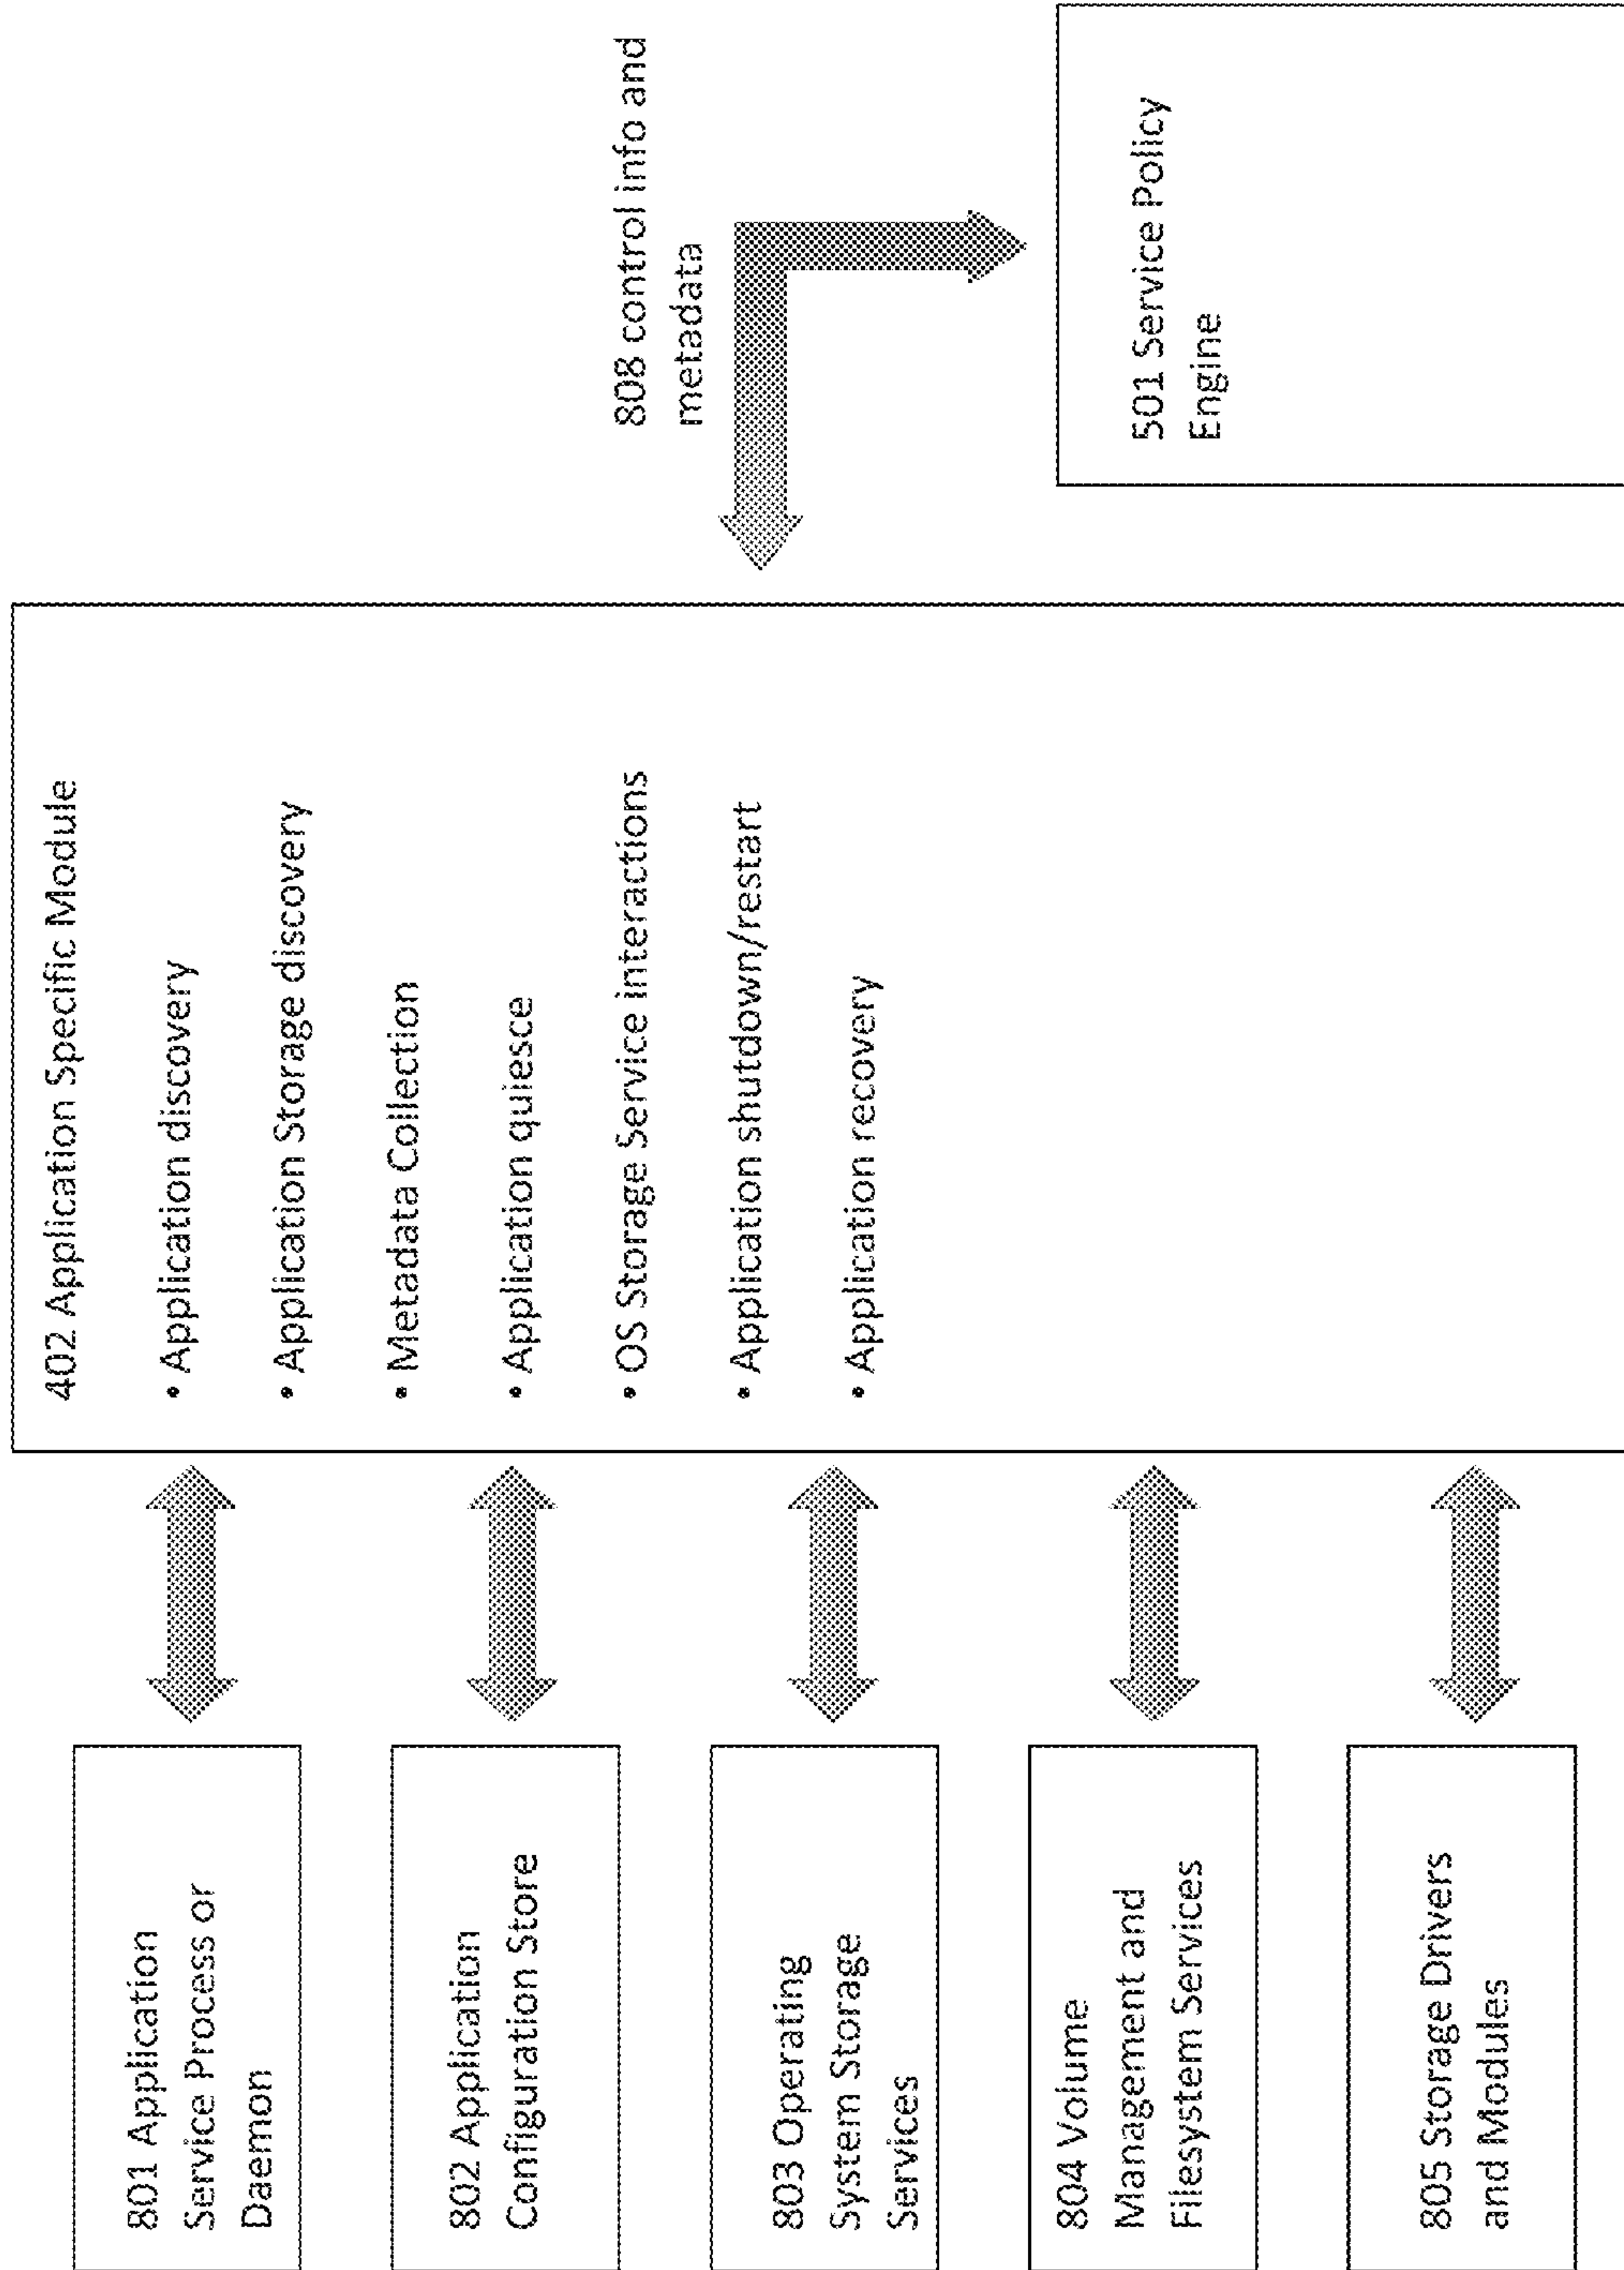 801 Application
Service Process or
Daemon
802 Application
Configuration Store
803 Operating
System Storage
Services
804 Volume
Management and
Filesystem Services
805 Storage Drivers
and Modules
402 Application Specific Module
• Application discovery
• Application Storage discovery
• Metadata Collection
• Application quiesce
• OS Storage Service interactions
• Application shutdown/restart
• Application recovery
808 control info and
metadata
501 Service Policy
Engine